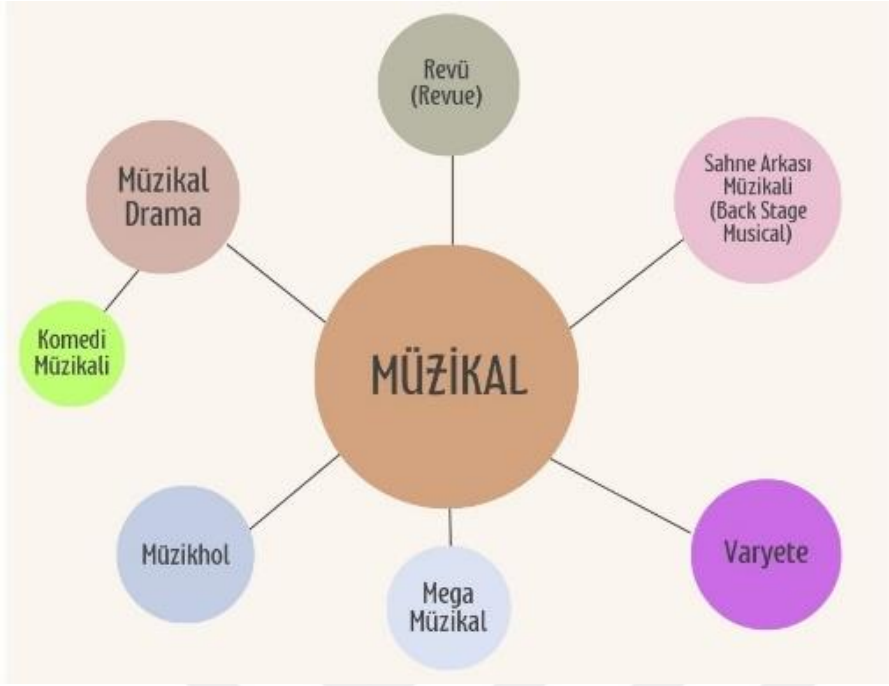 Revü
(Revue)
Müzikal
Drama
Sahne Arkası
Müzikali
(Back Stage
Musical)
Komedi
Müzikali
MÜZİKAL
Müzikhol
Mega
Müzikal
Varyete